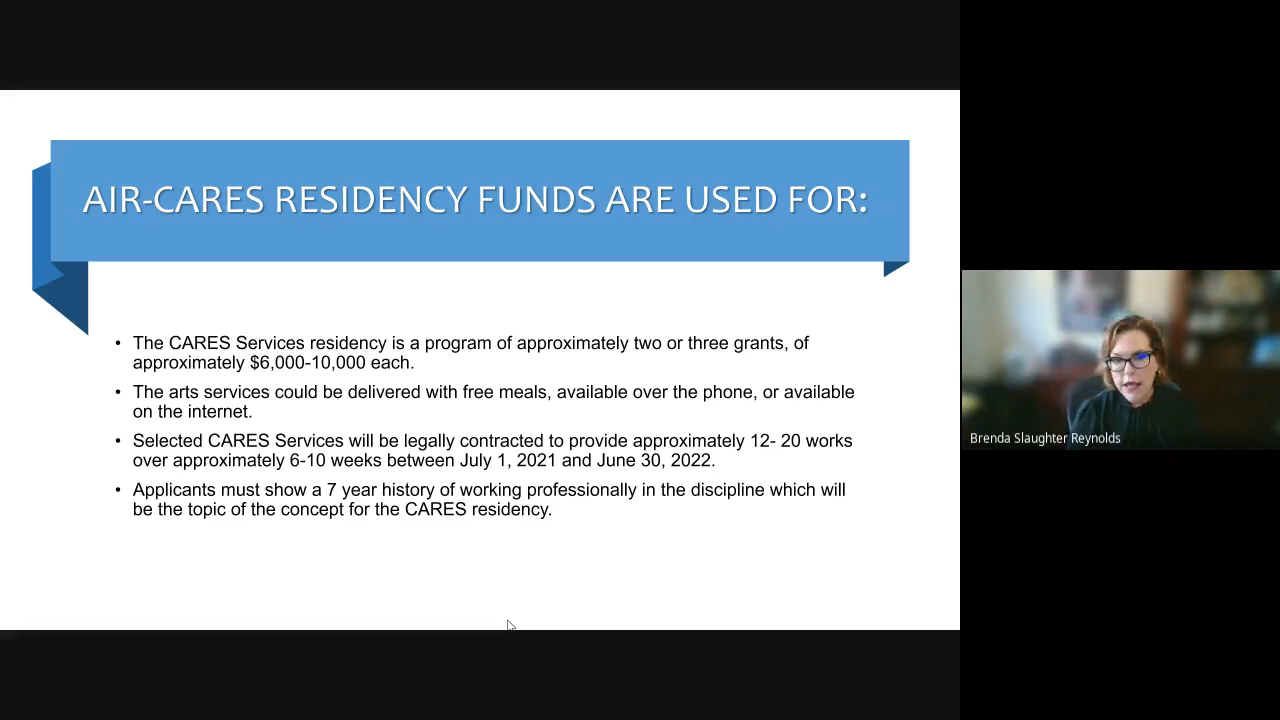 AIR-CARES RESIDENCY FUNDS ARE USED FOR:
• The CARES Services residency is a program of approximately two or three grants, of
approximately $6,000-10,000 each.
• The arts services could be delivered with free meals, available over the phone, or available
on the internet.
• Selected CARES Services will be legally contracted to provide approximately 12- 20 works
over approximately 6-10 weeks between July 1, 2021 and June 30, 2022.
• Applicants must show a 7 year history of working professionally in the discipline which will
be the topic of the concept for the CARES residency.
Brenda Slaughter Reynolds